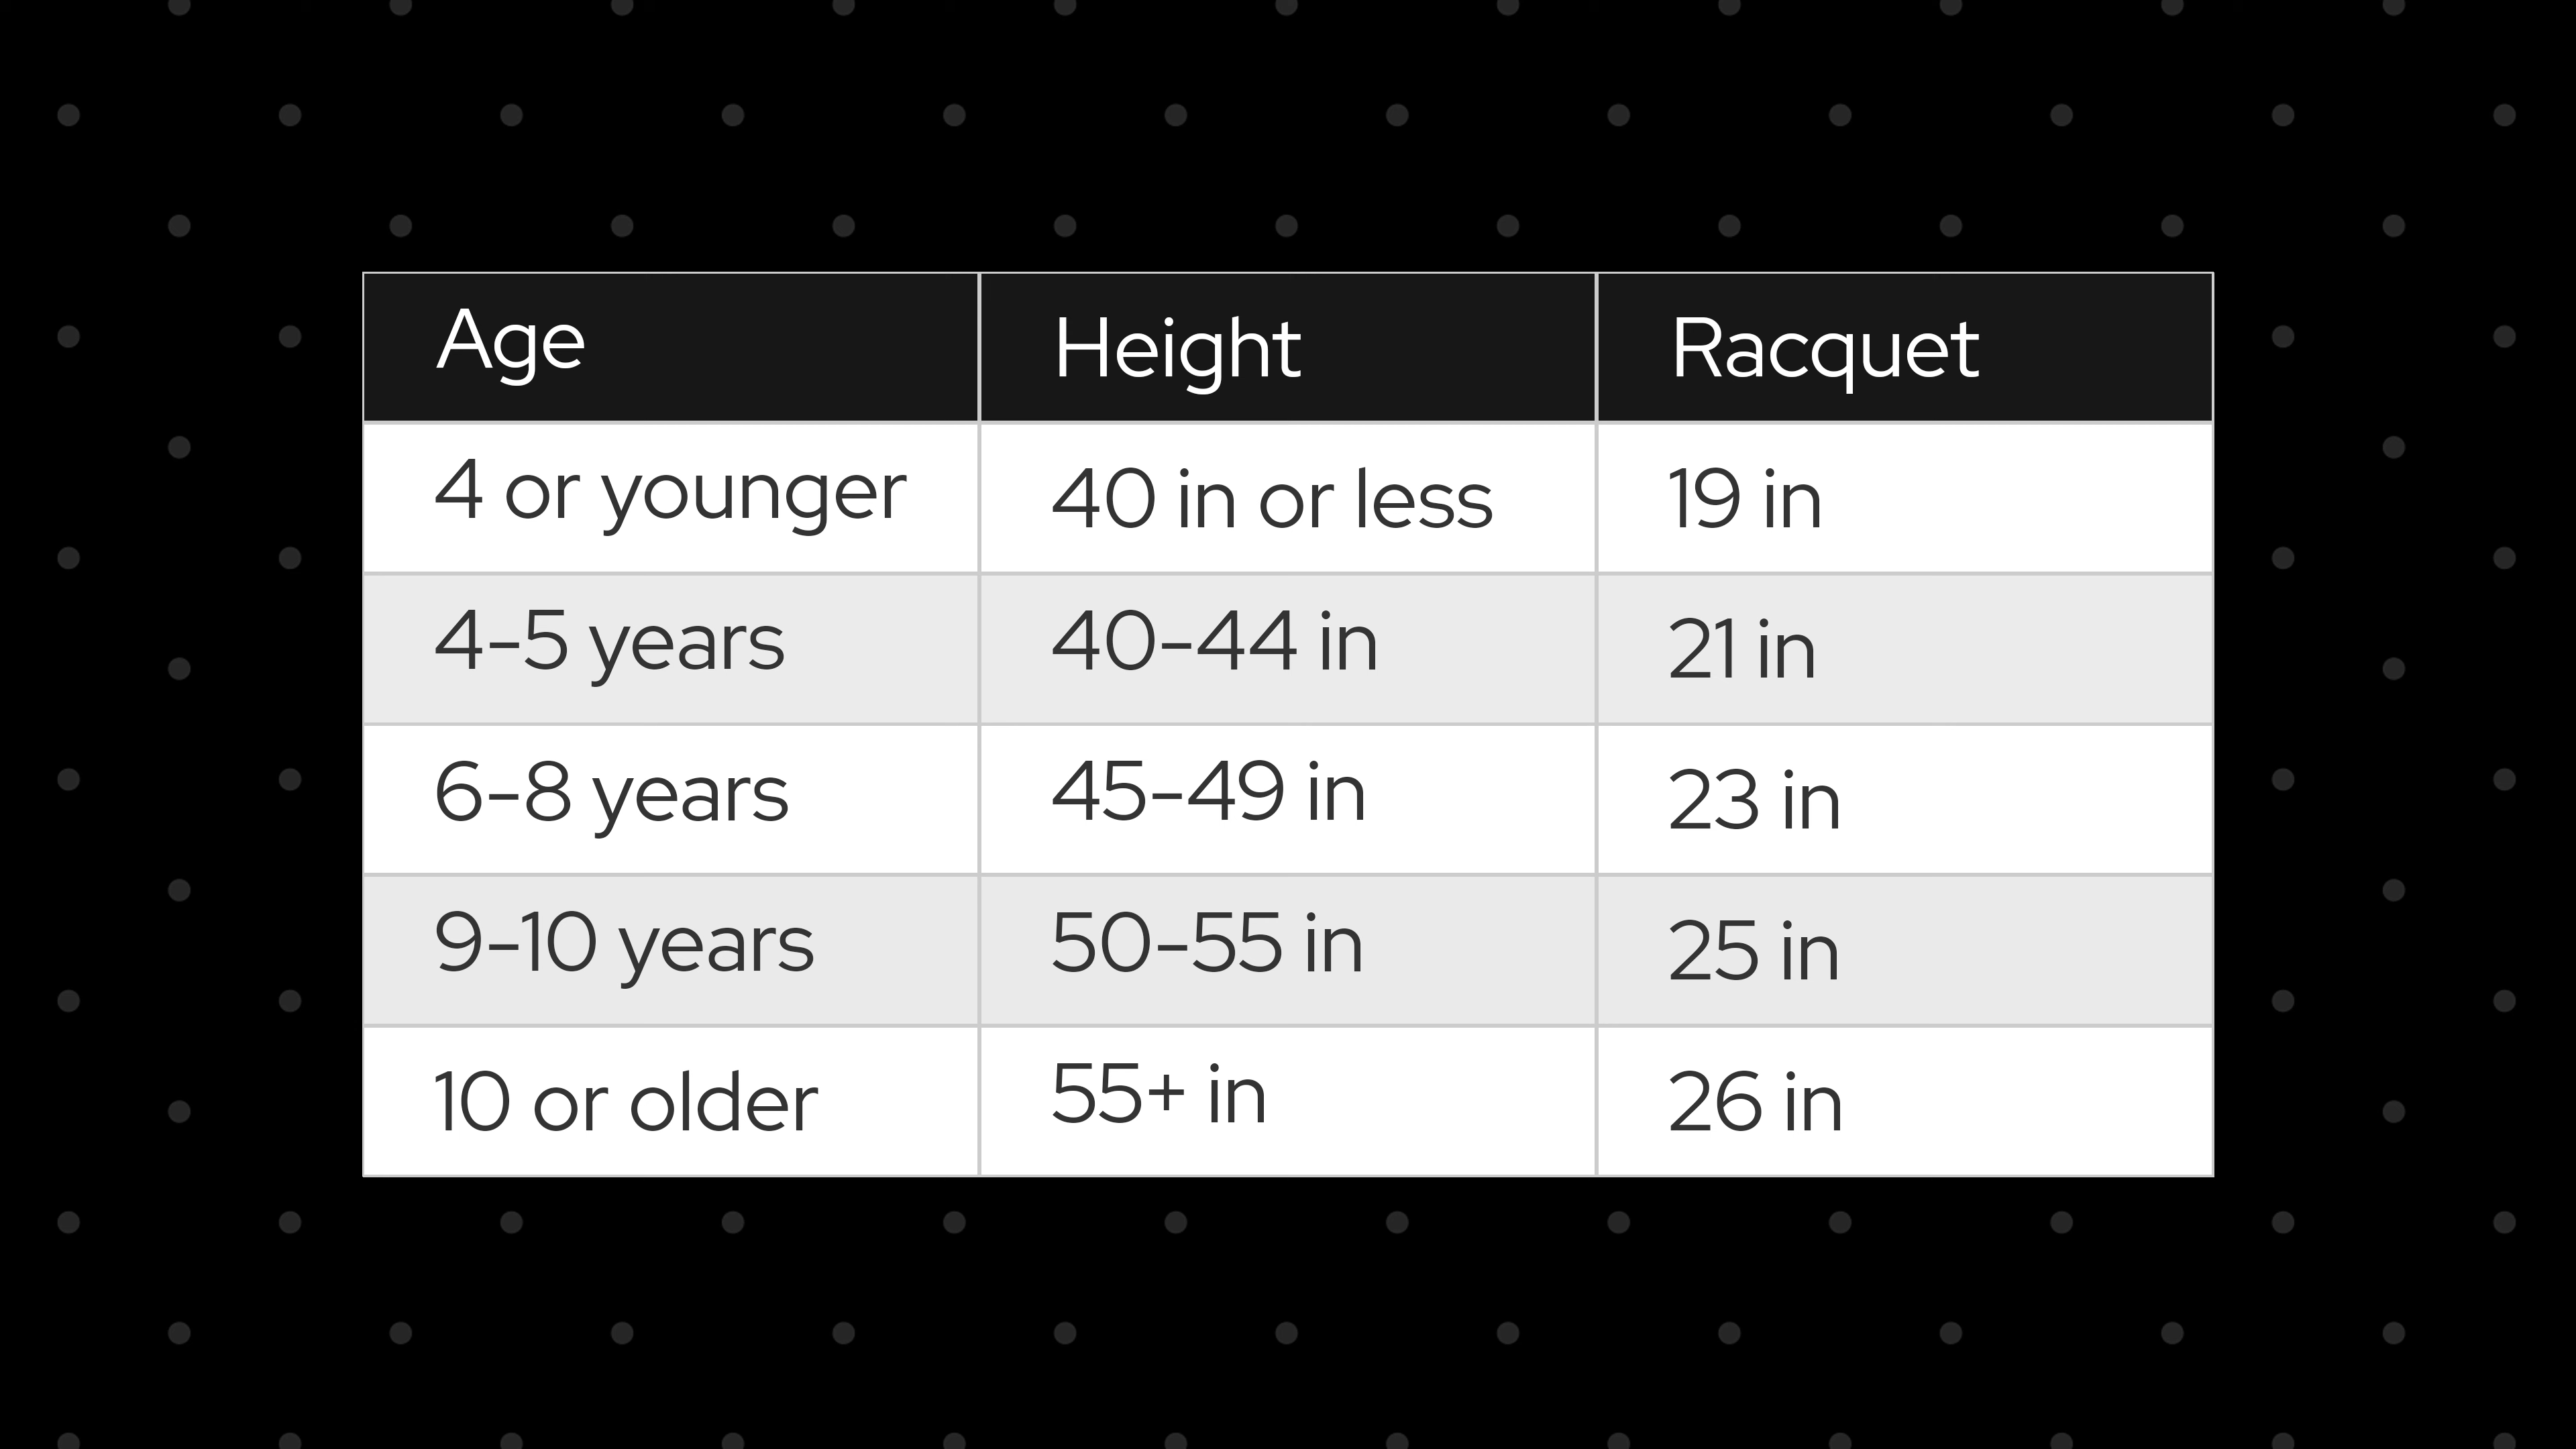 Age Height Racquet
4 or younger 40 in or less 19 in
4-5 years 40-44 in 21 in
6-8 years 45-49 in 23 in
9-10 years 50-55 in 25 in
10 or older 55+ in 26 in